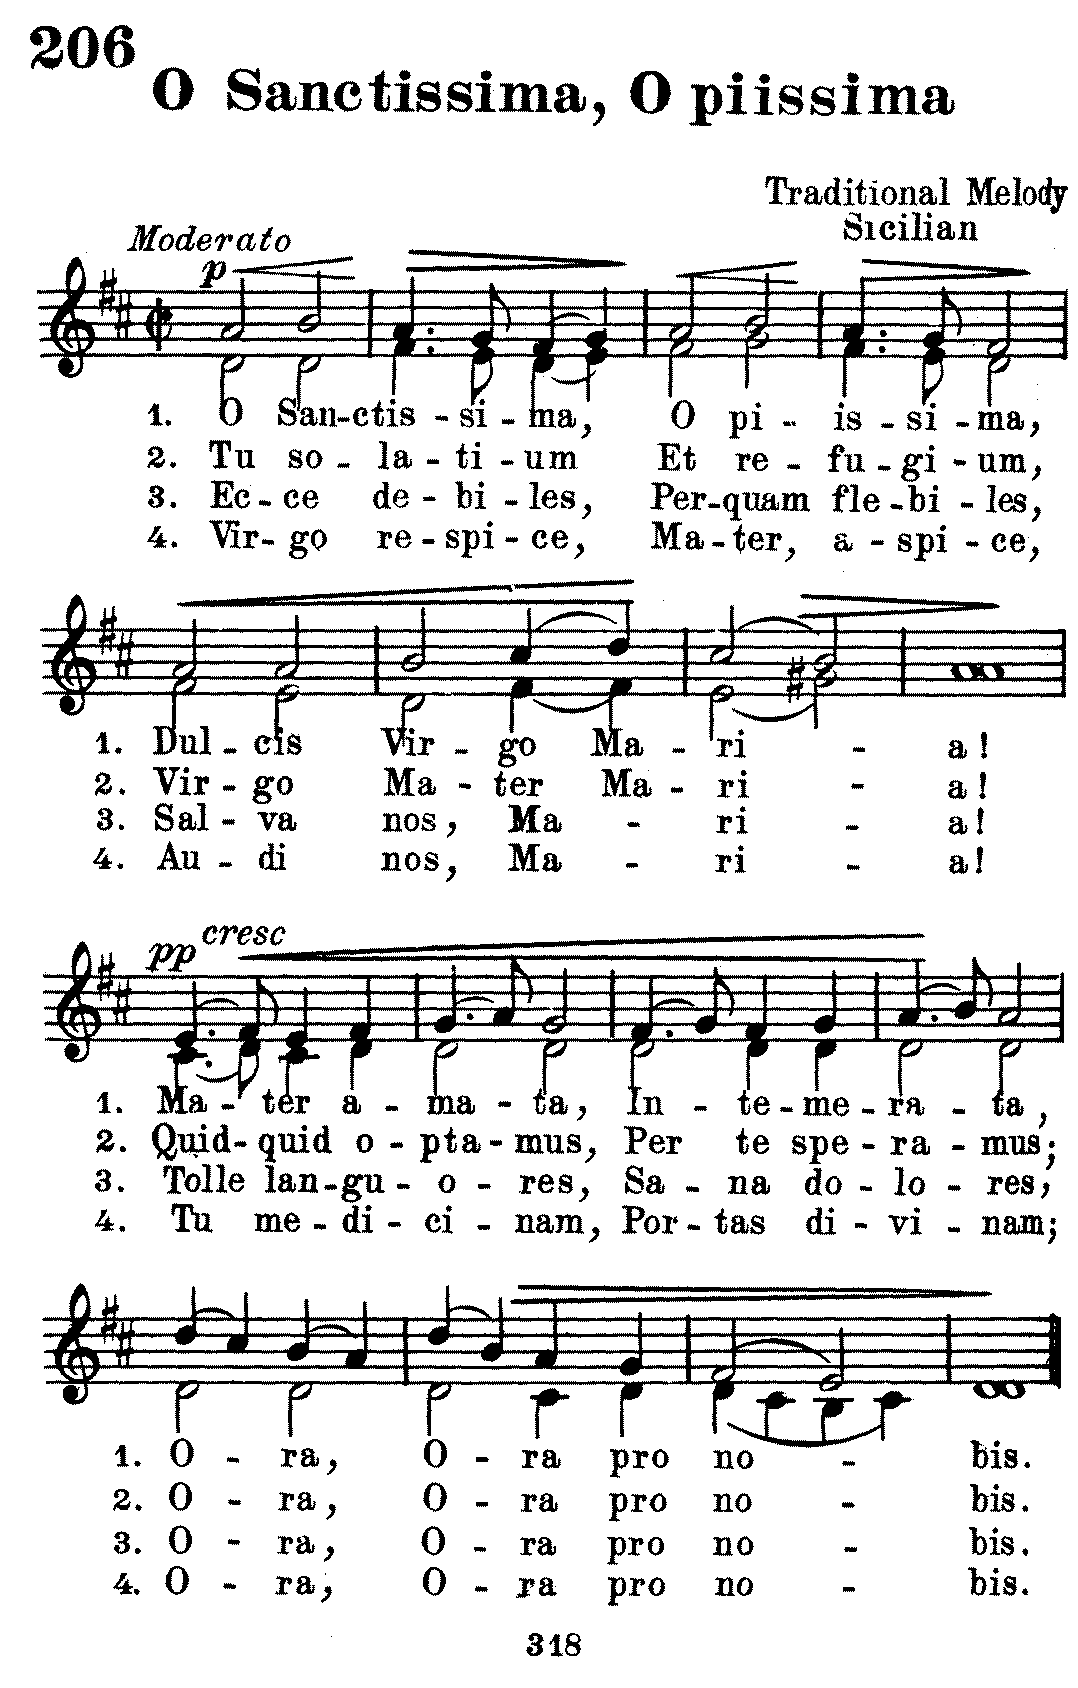 206
O Sanctissima, O piissima
Traditional Melody
Sicilian
Moderato
p
1. O San-ctis - si - ma, O pi - is - si - ma,
2. Tu so - la - ti - um Et re - fu - gi - um,
3. Ec - ce de - bi - les, Per-quam fle - bi - les,
4. Vir - go re - spi - ce, Ma - ter, a - spi - ce,
1. Dul - cis Vir - go Ma - ri - a!
2. Vir - go Ma - ter Ma - ri - a!
3. Sal - va nos, Ma - ri - a!
4. Au - di nos, Ma - ri - a!
pp cresc
1. Ma - ter a - ma - ta, In - te - me - ra - ta,
2. Quid - quid o - pta - mus, Per te spe - ra - mus;
3. Tolle lan - gu - o - res, Sa - na do - lo - res,
4. Tu me - di - ci - nam, Por - tas di - vi - nam;
1. O - ra, O - ra pro no - bis.
2. O - ra, O - ra pro no - bis.
3. O - ra, O - ra pro no - bis.
4. O - ra, O - ra pro no - bis.
318